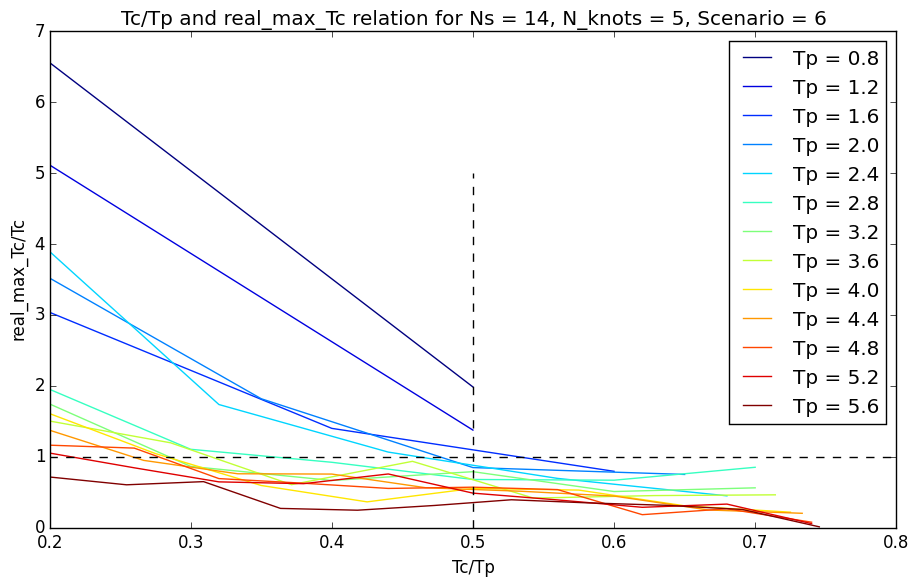 Tc/Tp and real_max_Tc relation for Ns = 14, N_knots = 5, Scenario = 6
7
6
5
4
3
2
1
0
real_max_Tc/Tc
Tp = 0.8
Tp = 1.2
Tp = 1.6
Tp = 2.0
Tp = 2.4
Tp = 2.8
Tp = 3.2
Tp = 3.6
Tp = 4.0
Tp = 4.4
Tp = 4.8
Tp = 5.2
Tp = 5.6
0.2 0.3 0.4 0.5 0.6 0.7 0.8
Tc/Tp